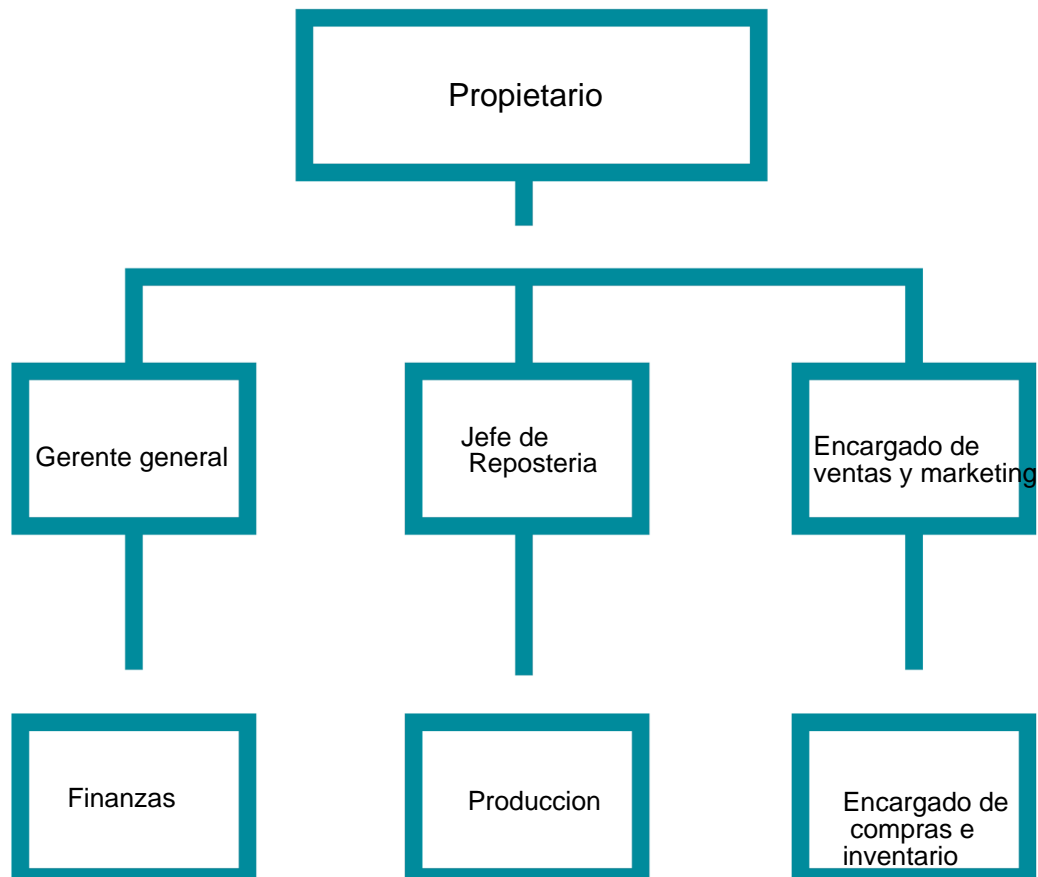 Propietario
Gerente general
Jefe de
Reposteria
Encargado de
ventas y marketing
Finanzas
Produccion
Encargado de
compras e
inventario